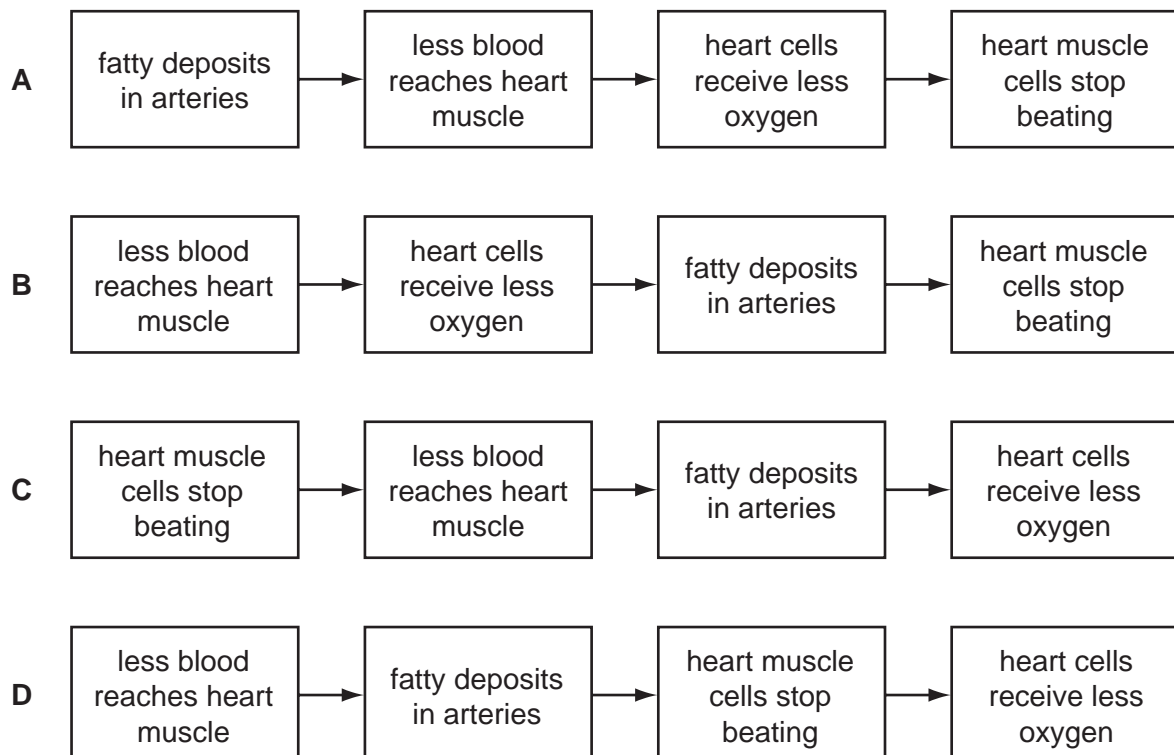 A
fatty deposits
in arteries
less blood
reaches heart
muscle
heart cells
receive less
oxygen
heart muscle
cells stop
beating
B
less blood
reaches heart
muscle
heart cells
receive less
oxygen
fatty deposits
in arteries
heart muscle
cells stop
beating
C
heart muscle
cells stop
beating
less blood
reaches heart
muscle
fatty deposits
in arteries
heart cells
receive less
oxygen
D
less blood
reaches heart
muscle
fatty deposits
in arteries
heart muscle
cells stop
beating
heart cells
receive less
oxygen